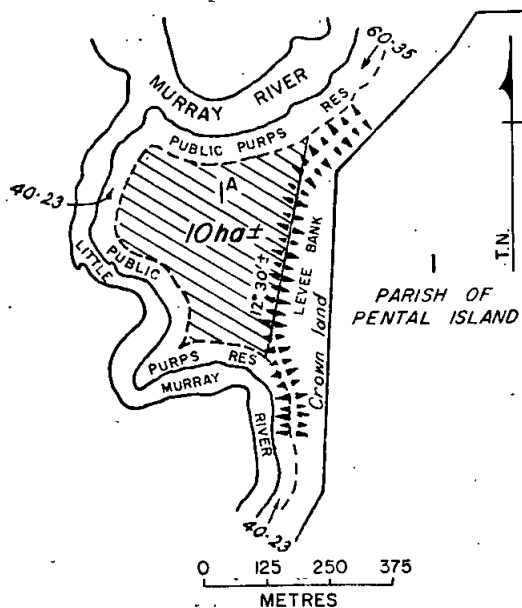 60·35
MURRAY RIVER
PUBLIC PURPS RES
1A
10ha±
40·23
12° 30'±
LEVEE BANK
LITTLE
PUBLIC
PURPS RES
MURRAY
RIVER
Crown land
1
PARISH OF
PENTAL ISLAND
T.N.
40·23
0 125 250 375
METRES